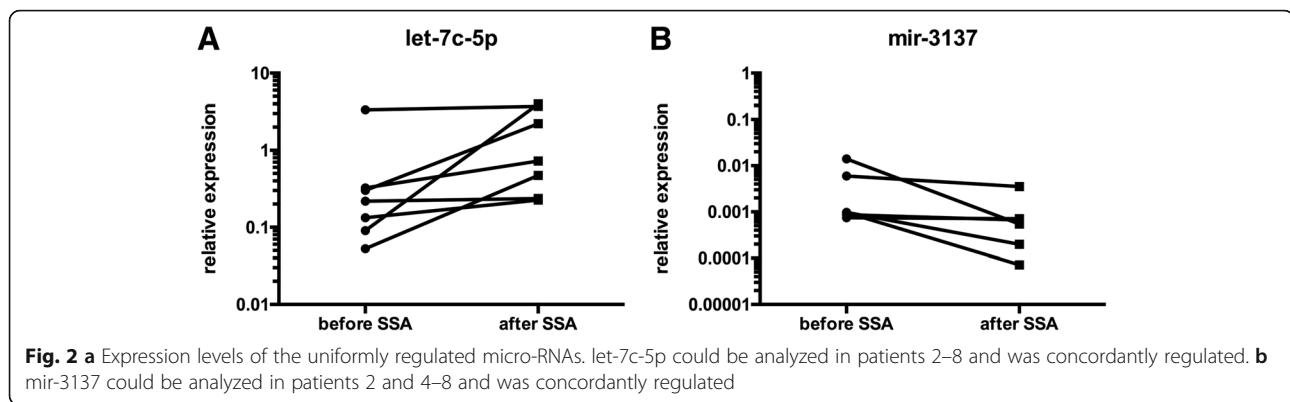 A
let-7c-5p
relative expression
10
1
0.1
0.01
before SSA
after SSA
B
mir-3137
relative expression
1
0.1
0.01
0.001
0.0001
0.00001
before SSA
after SSA
Fig. 2 a Expression levels of the uniformly regulated micro-RNAs. let-7c-5p could be analyzed in patients 2–8 and was concordantly regulated. b
mir-3137 could be analyzed in patients 2 and 4–8 and was concordantly regulated